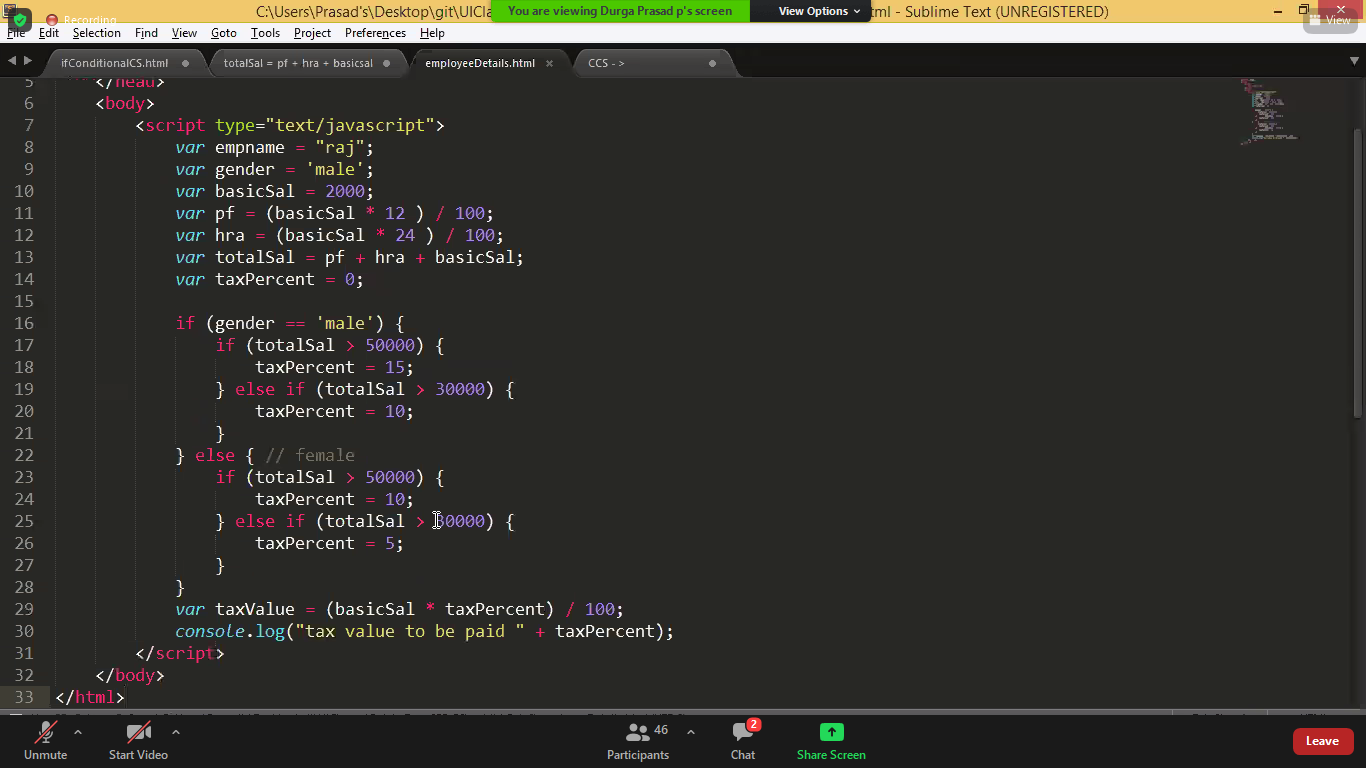 C:\Users\Prasad's\Desktop\git\UICla
You are viewing Durga Prasad p's screen
View Options
ml - Sublime Text (UNREGISTERED)
Recording
View
File Edit Selection Find View Goto Tools Project Preferences Help
ifConditionalCS.html
totalSal = pf + hra + basicsal
employeeDetails.html
CCS ->
5 </head>
6 <body>
7 <script type="text/javascript">
8 var empname = "raj";
9 var gender = 'male';
10 var basicSal = 2000;
11 var pf = (basicSal * 12 ) / 100;
12 var hra = (basicSal * 24 ) / 100;
13 var totalSal = pf + hra + basicSal;
14 var taxPercent = 0;
15
16 if (gender == 'male') {
17 if (totalSal > 50000) {
18 taxPercent = 15;
19 } else if (totalSal > 30000) {
20 taxPercent = 10;
21 }
22 } else { // female
23 if (totalSal > 50000) {
24 taxPercent = 10;
25 } else if (totalSal > 30000) {
26 taxPercent = 5;
27 }
28 }
29 var taxValue = (basicSal * taxPercent) / 100;
30 console.log("tax value to be paid " + taxPercent);
31 </script>
32 </body>
33 </html>
Unmute
Start Video
46
Participants
2
Chat
Share Screen
Leave